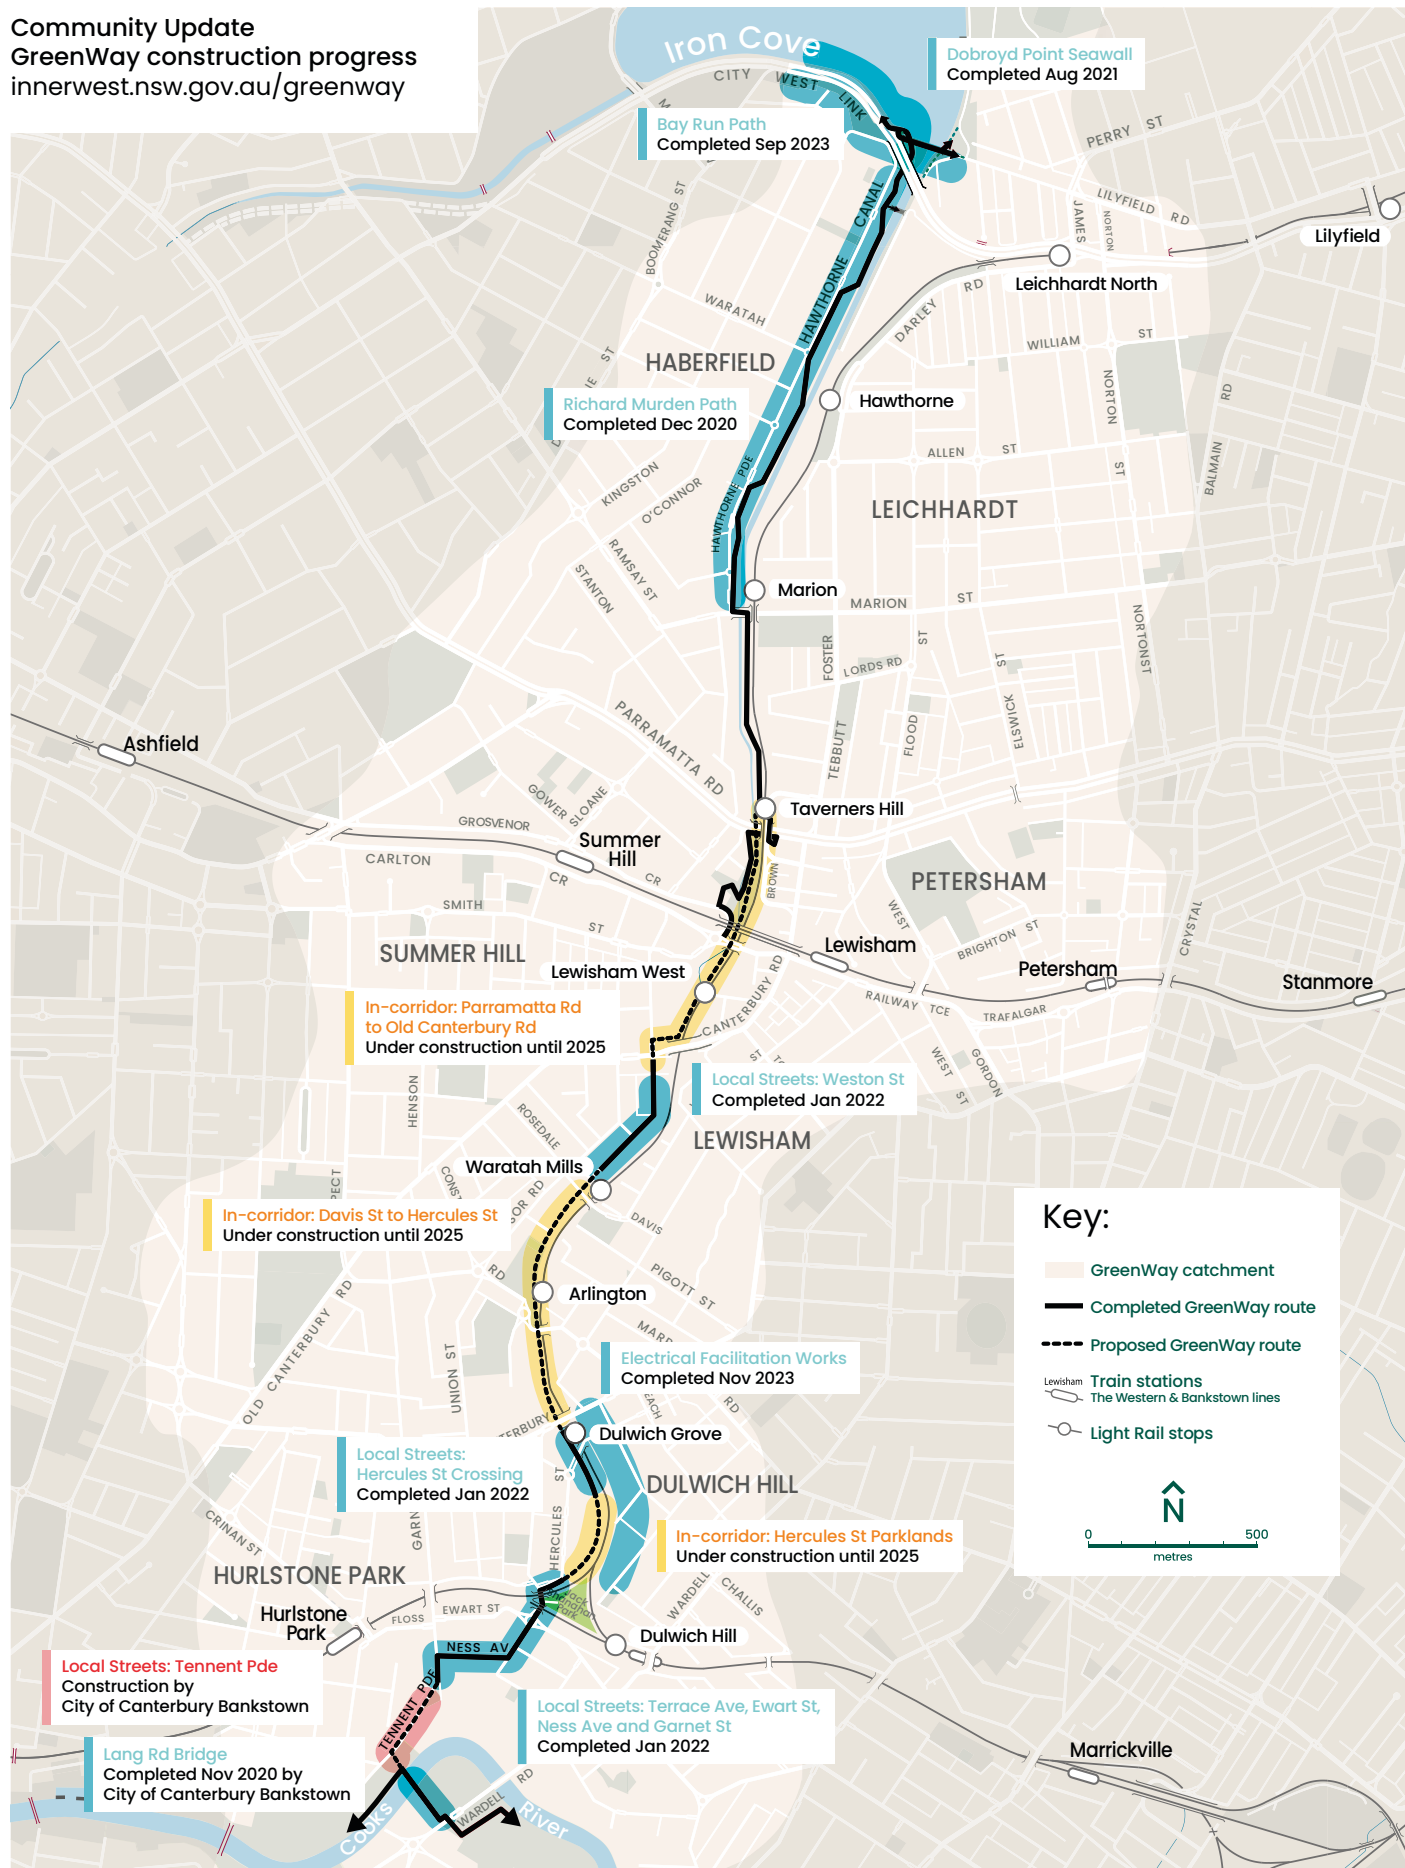 Community Update
GreenWay construction progress
innerwest.nsw.gov.au/greenway
Iron Cove
Dobroyd Point Seawall
Completed Aug 2021
CITY WEST LINK
Bay Run Path
Completed Sep 2023
PERRY ST
LILYFIELD RD
JAMES
NORTON
Lilyfield
Leichhardt North
BOOMERANG ST
HAWTHORNE CANAL
WARATAH
DARLEY RD
WILLIAM ST
HABERFIELD
Hawthorne
Richard Murden Path
Completed Dec 2020
NORTON ST
BALMAIN RD
ALLEN ST
KINGSTON
O'CONNOR
HAWTHORNE PDE
LEICHHARDT
RAMSAY ST
STANTON
Marion
MARION ST
FOSTER
LORDS RD
ST
ST
NORTON ST
ELSWICK
FLOOD
TEBBUTT
PARRAMATTA RD
Ashfield
GOWER
SLOANE
Taverners Hill
GROSVENOR
CARLTON
CR
CR
Summer
Hill
BROWN
PETERSHAM
SMITH
ST
WEST
BRIGHTON ST
CRYSTAL
SUMMER HILL
Lewisham
Lewisham West
Petersham
Stanmore
RAILWAY TCE
TRAFALGAR
CANTERBURY RD
In-corridor: Parramatta Rd
to Old Canterbury Rd
Under construction until 2025
WEST ST
GORDON
ST
Local Streets: Weston St
Completed Jan 2022
HENSON
ROSEDALE
LEWISHAM
Waratah Mills
In-corridor: Davis St to Hercules St
Under construction until 2025
DAVIS
RD
PIGOTT ST
Arlington
OLD CANTERBURY RD
UNION ST
Electrical Facilitation Works
Completed Nov 2023
RD
Dulwich Grove
Local Streets:
Hercules St Crossing
Completed Jan 2022
HERCULES ST
DULWICH HILL
CRINAN ST
In-corridor: Hercules St Parklands
Under construction until 2025
HURLSTONE PARK
WARDELL
CHALLIS
Hurlstone
Park
FLOSS
EWART ST
Dulwich Hill
NESS AV
Local Streets: Tennent Pde
Construction by
City of Canterbury Bankstown
TENNENT PDE
Local Streets: Terrace Ave, Ewart St,
Ness Ave and Garnet St
Completed Jan 2022
Lang Rd Bridge
Completed Nov 2020 by
City of Canterbury Bankstown
WARDELL RD
Cooks River
Marrickville
Key:
GreenWay catchment
Completed GreenWay route
Proposed GreenWay route
Lewisham
Train stations
The Western & Bankstown lines
Light Rail stops
N
0 500
metres